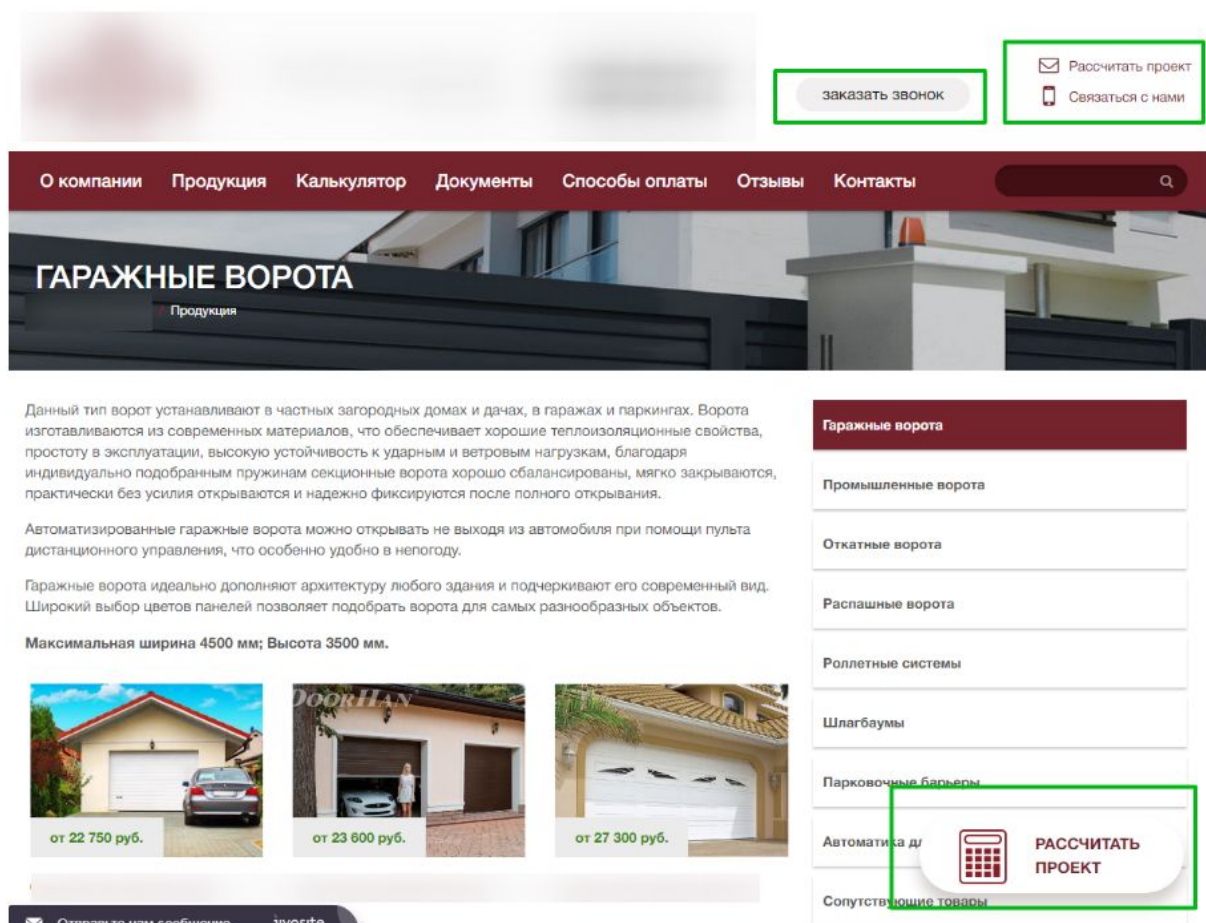 Рассчитать проект
заказать звонок
Связаться с нами
О компании Продукция Калькулятор Документы Способы оплаты Отзывы Контакты
ГАРАЖНЫЕ ВОРОТА
/ Продукция
Данный тип ворот устанавливают в частных загородных домах и дачах, в гаражах и паркингах. Ворота
изготавливаются из современных материалов, что обеспечивает хорошие теплоизоляционные свойства,
простоту в эксплуатации, высокую устойчивость к ударным и ветровым нагрузкам, благодаря
индивидуально подобранным пружинам секционные ворота хорошо сбалансированы, мягко закрываются,
практически без усилия открываются и надежно фиксируются после полного открывания.
Автоматизированные гаражные ворота можно открывать не выходя из автомобиля при помощи пульта
дистанционного управления, что особенно удобно в непогоду.
Гаражные ворота идеально дополняют архитектуру любого здания и подчеркивают его современный вид.
Широкий выбор цветов панелей позволяет подобрать ворота для самых разнообразных объектов.
Максимальная ширина 4500 мм; Высота 3500 мм.
DOORHAN
от 22 750 руб.
от 23 600 руб.
от 27 300 руб.
Гаражные ворота
Промышленные ворота
Откатные ворота
Распашные ворота
Роллетные системы
Шлагбаумы
Парковочные барьеры
Автоматика
РАССЧИТАТЬ
ПРОЕКТ
Сопутствующие товары
Отправьте нам сообщение jivosite